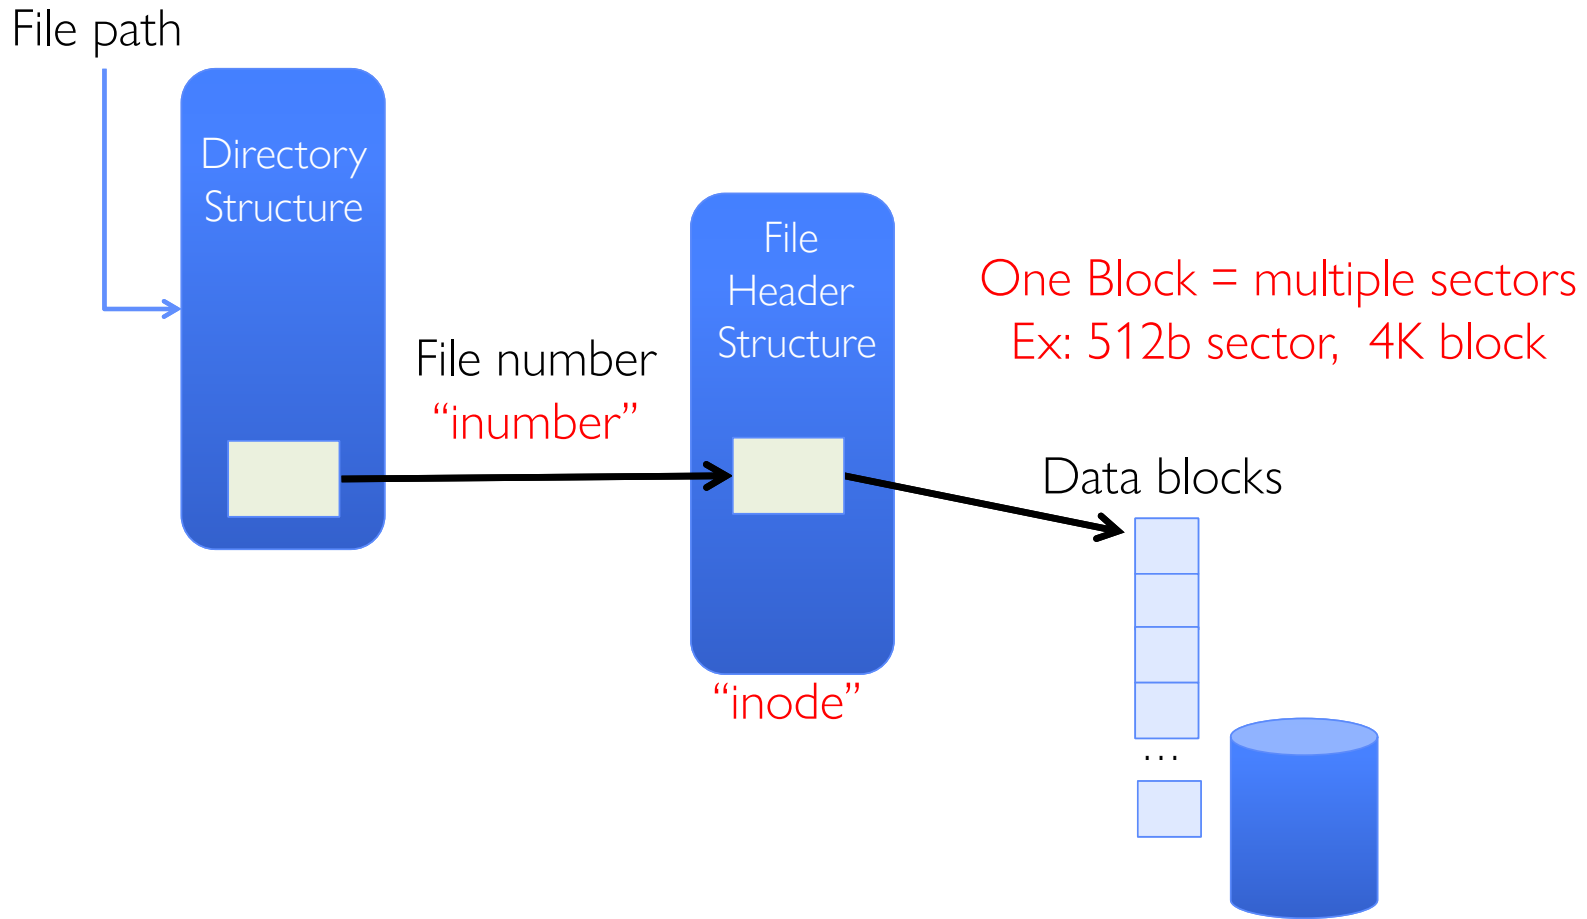 File path
Directory
Structure
File number
“inumber”
File
Header
Structure
“inode”
One Block = multiple sectors
Ex: 512b sector, 4K block
Data blocks
...